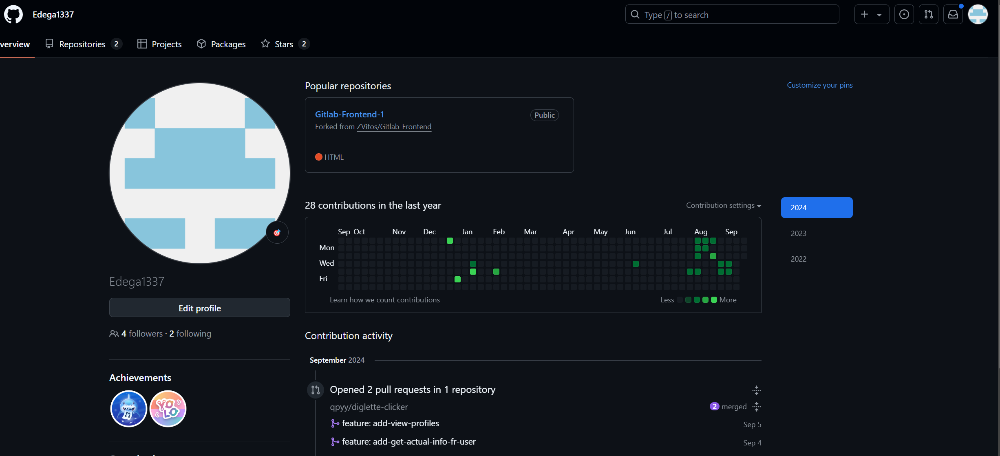 Edega1337
Type / to search
verview
Repositories 2
Projects
Packages
Stars 2
Popular repositories
Customize your pins
Gitlab-Frontend-1
Public
Forked from ZVitos/Gitlab-Frontend
HTML
28 contributions in the last year
Contribution settings
2024
2023
2022
Sep Oct Nov Dec Jan Feb Mar Apr May Jun Jul Aug Sep
Mon
Wed
Fri
Learn how we count contributions
Less More
Edega1337
Edit profile
4 followers · 2 following
Achievements
YOLO
Contribution activity
September 2024
Opened 2 pull requests in 1 repository
qpyy/diglette-clicker
2 merged
feature: add-view-profiles
Sep 5
feature: add-get-actual-info-fr-user
Sep 4